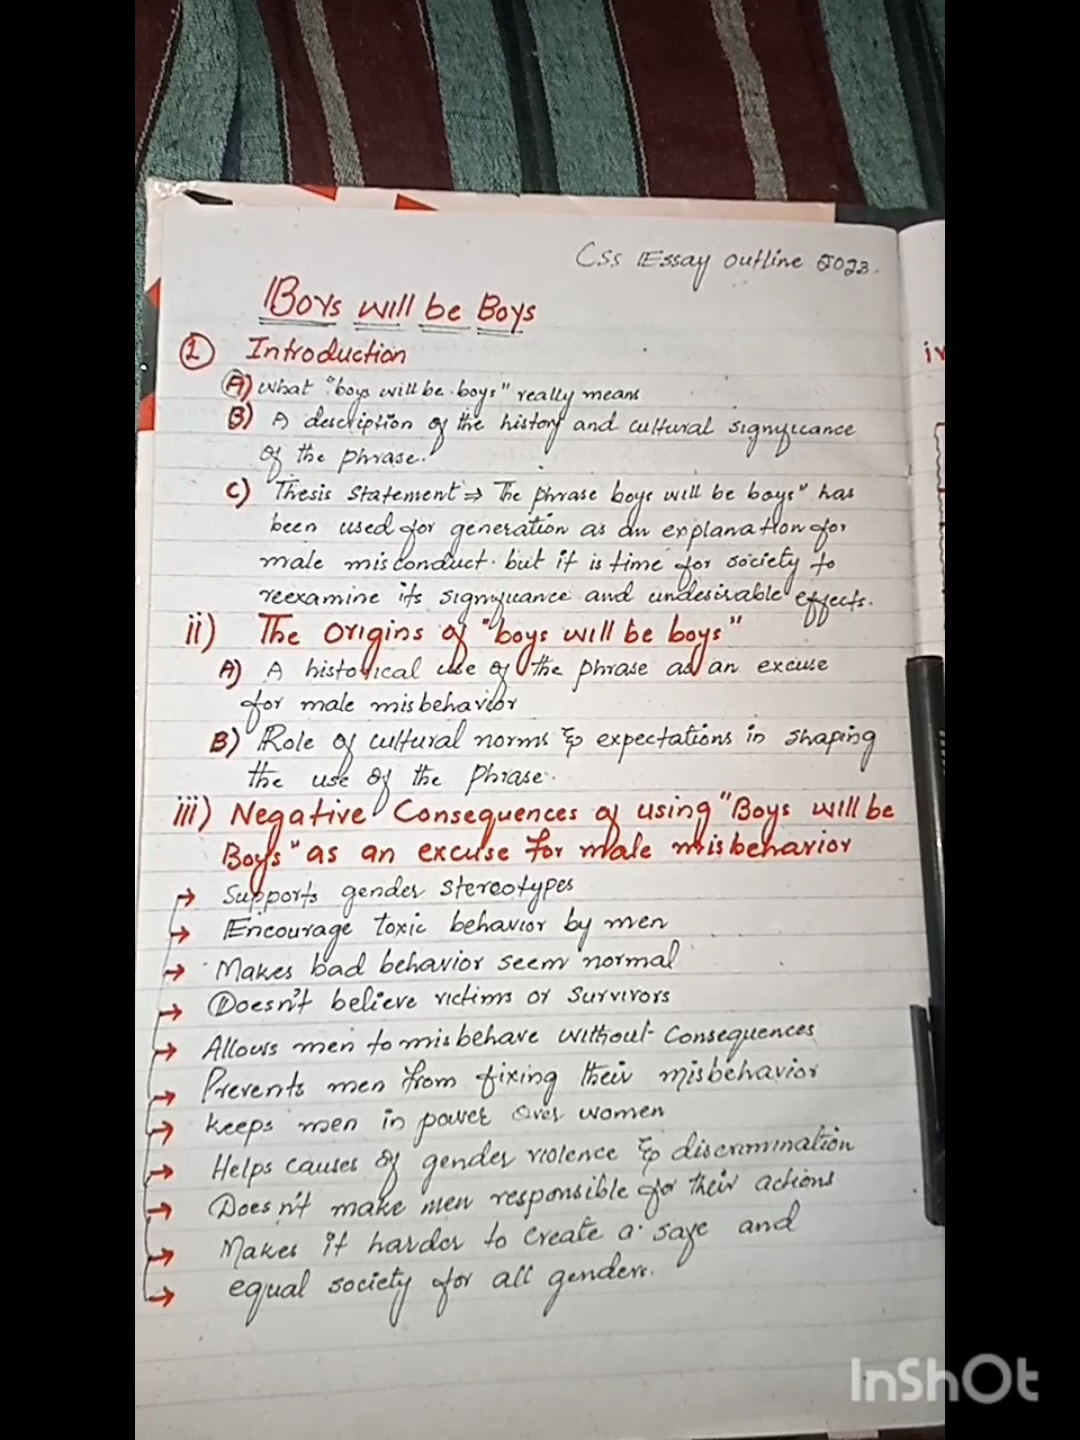 CSS Essay outline 2023.
Boys will be Boys
1 Introduction
A) What "boys will be boys" really means
B) A description of the history and cultural significance
of the phrase.
C) Thesis Statement ⇒ The phrase boys will be boys" has
been used for generation as an explanation for
male misconduct. but it is time for society to
reexamine its significance and undesirable effects.
ii) The Origins of "boys will be boys"
A) A historical use of the phrase as an excuse
for male misbehavior
B) Role of cultural norms & expectations in shaping
the use of the Phrase.
iii) Negative Consequences of using "Boys will be
Boys" as an excuse for male misbehavior
→ Supports gender stereotypes
→ Encourage toxic behavior by men
→ Makes bad behavior seem normal
→ Doesn't believe victims or survivors
→ Allows men to misbehave without Consequences
→ Prevents men from fixing their misbehavior
→ Keeps men in power over women
→ Helps causes of gender violence & discrimination
→ Doesn't make men responsible for their actions
→ Makes it harder to create a safe and
→ equal society for all genders.
iv
InShOt